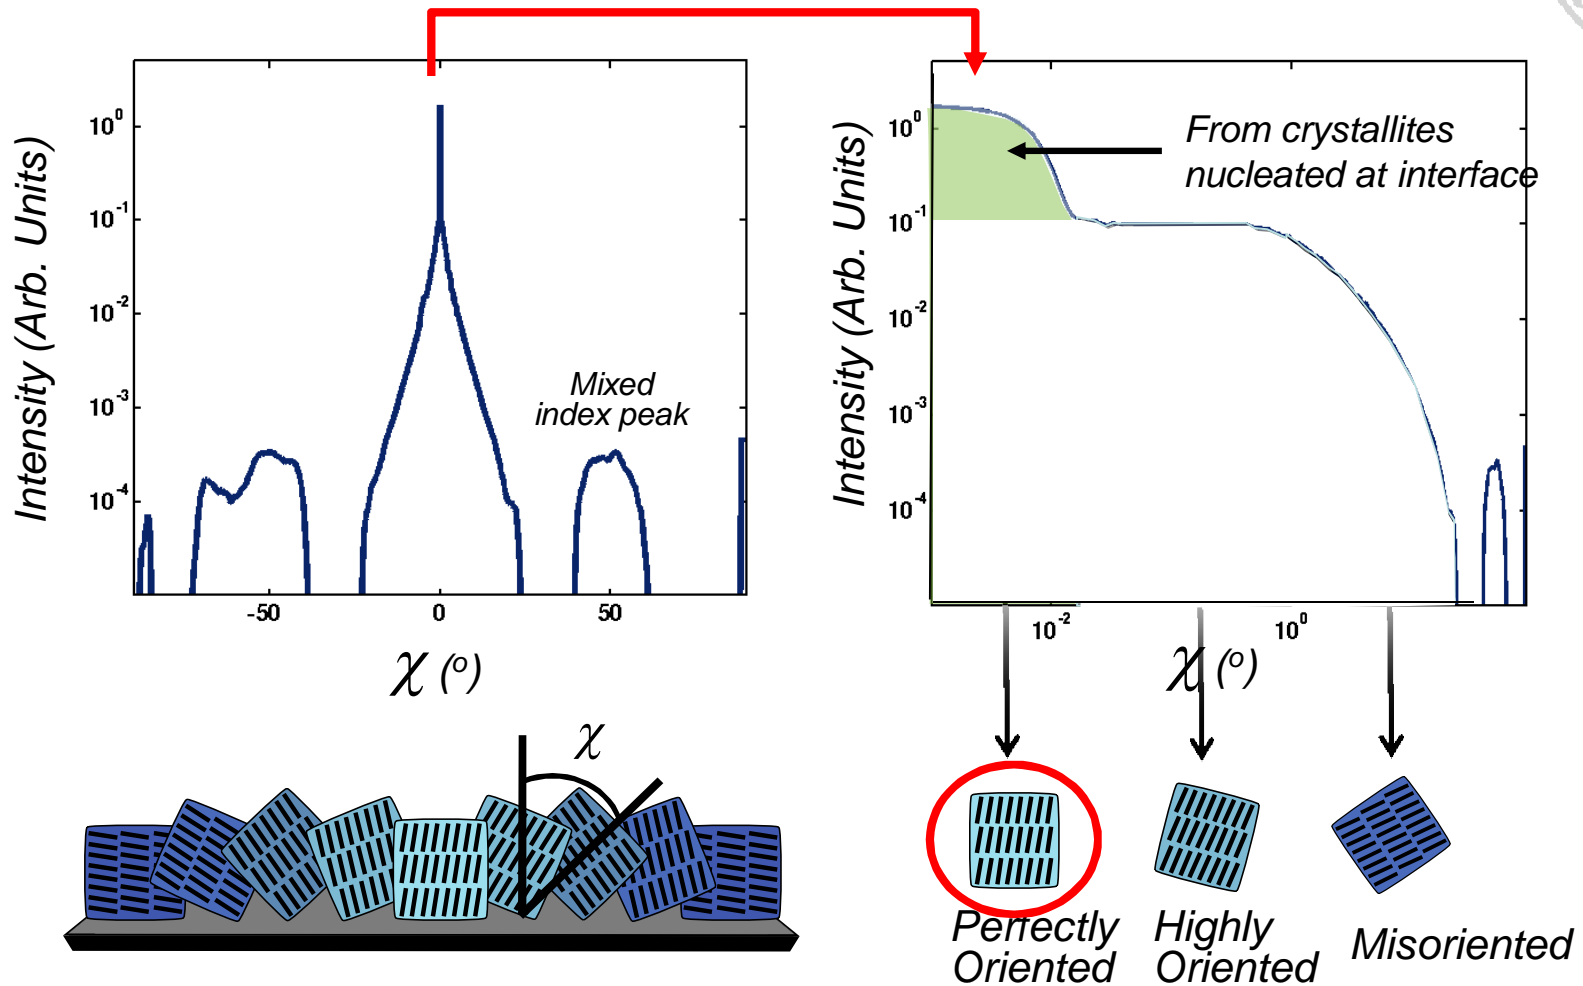 Intensity (Arb. Units)
10⁰
10⁻¹
10⁻²
10⁻³
10⁻⁴
Mixed
index peak
-50
0
50
χ (º)
Intensity (Arb. Units)
10⁰
10⁻¹
10⁻²
10⁻³
10⁻⁴
From crystallites
nucleated at interface
10⁻²
10⁰
χ (º)
χ
Perfectly
Oriented
Highly
Oriented
Misoriented